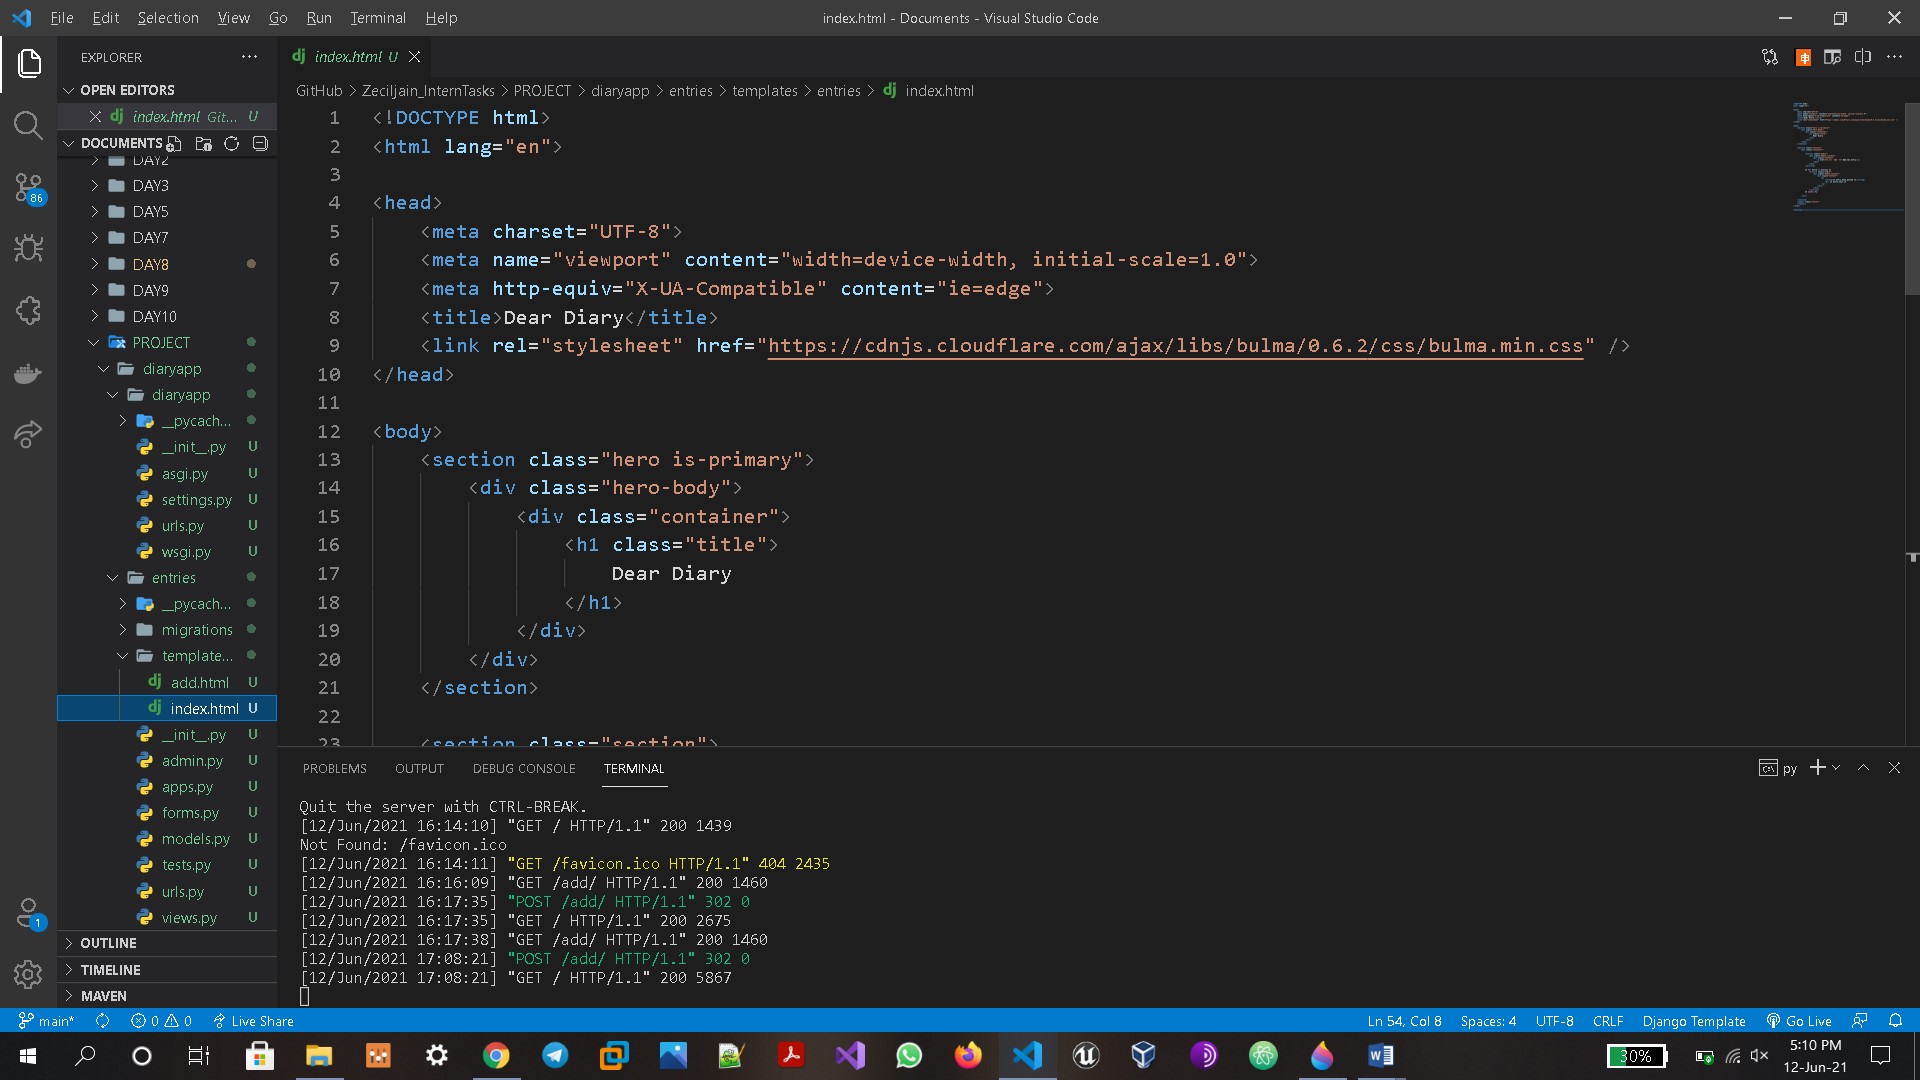 File Edit Selection View Go Run Terminal Help
index.html - Documents - Visual Studio Code
EXPLORER
index.html U
OPEN EDITORS
index.html Git... U
GitHub > Zeciljain_InternTasks > PROJECT > diaryapp > entries > templates > entries > index.html
DOCUMENTS
DAY2
DAY3
DAY5
DAY7
DAY8
DAY9
DAY10
PROJECT
diaryapp
diaryapp
__pycach...
__init__.py U
asgi.py U
settings.py U
urls.py U
wsgi.py U
entries
__pycach...
migrations
template...
add.html U
index.html U
__init__.py U
admin.py U
apps.py U
forms.py U
models.py U
tests.py U
urls.py U
views.py U
OUTLINE
TIMELINE
MAVEN
86
1
1 <!DOCTYPE html>
2 <html lang="en">
3
4 <head>
5 <meta charset="UTF-8">
6 <meta name="viewport" content="width=device-width, initial-scale=1.0">
7 <meta http-equiv="X-UA-Compatible" content="ie=edge">
8 <title>Dear Diary</title>
9 <link rel="stylesheet" href="https://cdnjs.cloudflare.com/ajax/libs/bulma/0.6.2/css/bulma.min.css" />
10 </head>
11
12 <body>
13 <section class="hero is-primary">
14 <div class="hero-body">
15 <div class="container">
16 <h1 class="title">
17 Dear Diary
18 </h1>
19 </div>
20 </div>
21 </section>
22
23 <section class="section">
PROBLEMS OUTPUT DEBUG CONSOLE TERMINAL
py
Quit the server with CTRL-BREAK.
[12/Jun/2021 16:14:10] "GET / HTTP/1.1" 200 1439
Not Found: /favicon.ico
[12/Jun/2021 16:14:11] "GET /favicon.ico HTTP/1.1" 404 2435
[12/Jun/2021 16:16:09] "GET /add/ HTTP/1.1" 200 1460
[12/Jun/2021 16:17:35] "POST /add/ HTTP/1.1" 302 0
[12/Jun/2021 16:17:35] "GET / HTTP/1.1" 200 2675
[12/Jun/2021 16:17:38] "GET /add/ HTTP/1.1" 200 1460
[12/Jun/2021 17:08:21] "POST /add/ HTTP/1.1" 302 0
[12/Jun/2021 17:08:21] "GET / HTTP/1.1" 200 5867
main* 0 0 Live Share
Ln 54, Col 8 Spaces: 4 UTF-8 CRLF Django Template Go Live
30%
5:10 PM
12-Jun-21